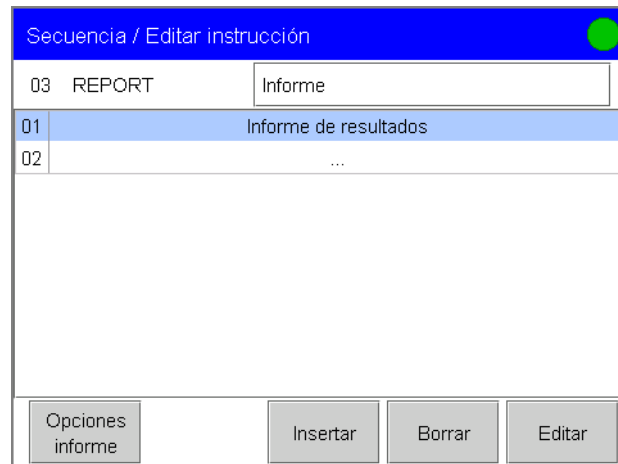 Secuencia / Editar instrucción
03 REPORT Informe
01 Informe de resultados
02 ...
Opciones
informe
Insertar Borrar Editar